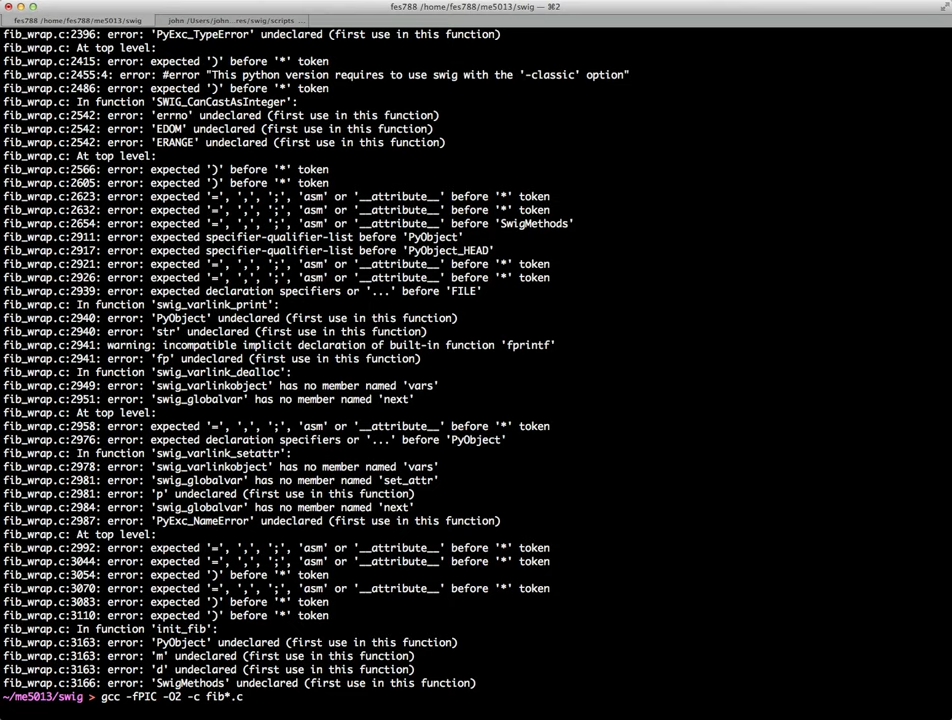 fes788 /home/fes788/me5013/swig — ⌘2
fes788 /home/fes788/me5013/swig
john /Users/john...res/swig/scripts ...
fib_wrap.c:2396: error: 'PyExc_TypeError' undeclared (first use in this function)
fib_wrap.c: At top level:
fib_wrap.c:2415: error: expected ')' before '*' token
fib_wrap.c:2455:4: error: #error "This python version requires to use swig with the '-classic' option"
fib_wrap.c:2486: error: expected ')' before '*' token
fib_wrap.c: In function 'SWIG_CanCastAsInteger':
fib_wrap.c:2542: error: 'errno' undeclared (first use in this function)
fib_wrap.c:2542: error: 'EDOM' undeclared (first use in this function)
fib_wrap.c:2542: error: 'ERANGE' undeclared (first use in this function)
fib_wrap.c: At top level:
fib_wrap.c:2566: error: expected ')' before '*' token
fib_wrap.c:2605: error: expected ')' before '*' token
fib_wrap.c:2623: error: expected '=', ',', ';', 'asm' or '__attribute__' before '*' token
fib_wrap.c:2632: error: expected '=', ',', ';', 'asm' or '__attribute__' before '*' token
fib_wrap.c:2654: error: expected '=', ',', ';', 'asm' or '__attribute__' before 'SwigMethods'
fib_wrap.c:2911: error: expected specifier-qualifier-list before 'PyObject'
fib_wrap.c:2917: error: expected specifier-qualifier-list before 'PyObject_HEAD'
fib_wrap.c:2921: error: expected '=', ',', ';', 'asm' or '__attribute__' before '*' token
fib_wrap.c:2926: error: expected '=', ',', ';', 'asm' or '__attribute__' before '*' token
fib_wrap.c:2939: error: expected declaration specifiers or '...' before 'FILE'
fib_wrap.c: In function 'swig_varlink_print':
fib_wrap.c:2940: error: 'PyObject' undeclared (first use in this function)
fib_wrap.c:2940: error: 'str' undeclared (first use in this function)
fib_wrap.c:2941: warning: incompatible implicit declaration of built-in function 'fprintf'
fib_wrap.c:2941: error: 'fp' undeclared (first use in this function)
fib_wrap.c: In function 'swig_varlink_dealloc':
fib_wrap.c:2949: error: 'swig_varlinkobject' has no member named 'vars'
fib_wrap.c:2951: error: 'swig_globalvar' has no member named 'next'
fib_wrap.c: At top level:
fib_wrap.c:2958: error: expected '=', ',', ';', 'asm' or '__attribute__' before '*' token
fib_wrap.c:2976: error: expected declaration specifiers or '...' before 'PyObject'
fib_wrap.c: In function 'swig_varlink_setattr':
fib_wrap.c:2978: error: 'swig_varlinkobject' has no member named 'vars'
fib_wrap.c:2981: error: 'swig_globalvar' has no member named 'set_attr'
fib_wrap.c:2981: error: 'p' undeclared (first use in this function)
fib_wrap.c:2984: error: 'swig_globalvar' has no member named 'next'
fib_wrap.c:2987: error: 'PyExc_NameError' undeclared (first use in this function)
fib_wrap.c: At top level:
fib_wrap.c:2992: error: expected '=', ',', ';', 'asm' or '__attribute__' before '*' token
fib_wrap.c:3044: error: expected '=', ',', ';', 'asm' or '__attribute__' before '*' token
fib_wrap.c:3054: error: expected ')' before '*' token
fib_wrap.c:3070: error: expected '=', ',', ';', 'asm' or '__attribute__' before '*' token
fib_wrap.c:3083: error: expected ')' before '*' token
fib_wrap.c:3110: error: expected ')' before '*' token
fib_wrap.c: In function 'init_fib':
fib_wrap.c:3163: error: 'PyObject' undeclared (first use in this function)
fib_wrap.c:3163: error: 'm' undeclared (first use in this function)
fib_wrap.c:3163: error: 'd' undeclared (first use in this function)
fib_wrap.c:3166: error: 'SwigMethods' undeclared (first use in this function)
~/me5013/swig > gcc -fPIC -O2 -c fib*.c